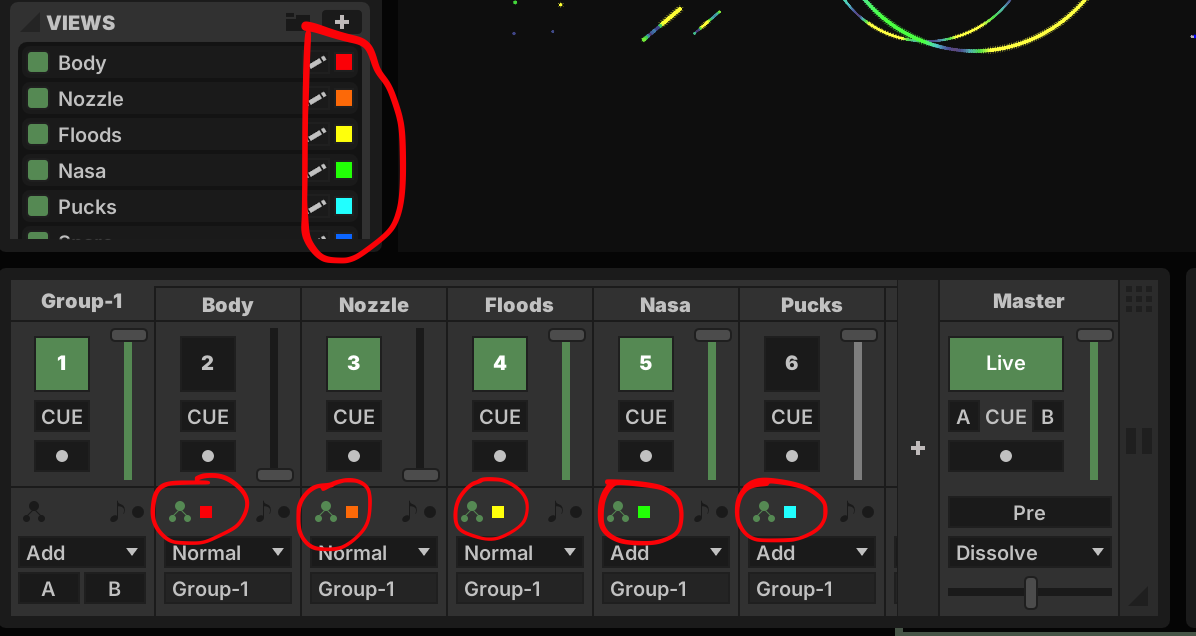 VIEWS
Body
Nozzle
Floods
Nasa
Pucks
Group-1 Body Nozzle Floods Nasa Pucks Master
1 2 3 4 5 6 Live
CUE CUE CUE CUE CUE CUE A CUE B
Pre
Add Normal Normal Normal Add Add Dissolve
A B Group-1 Group-1 Group-1 Group-1 Group-1